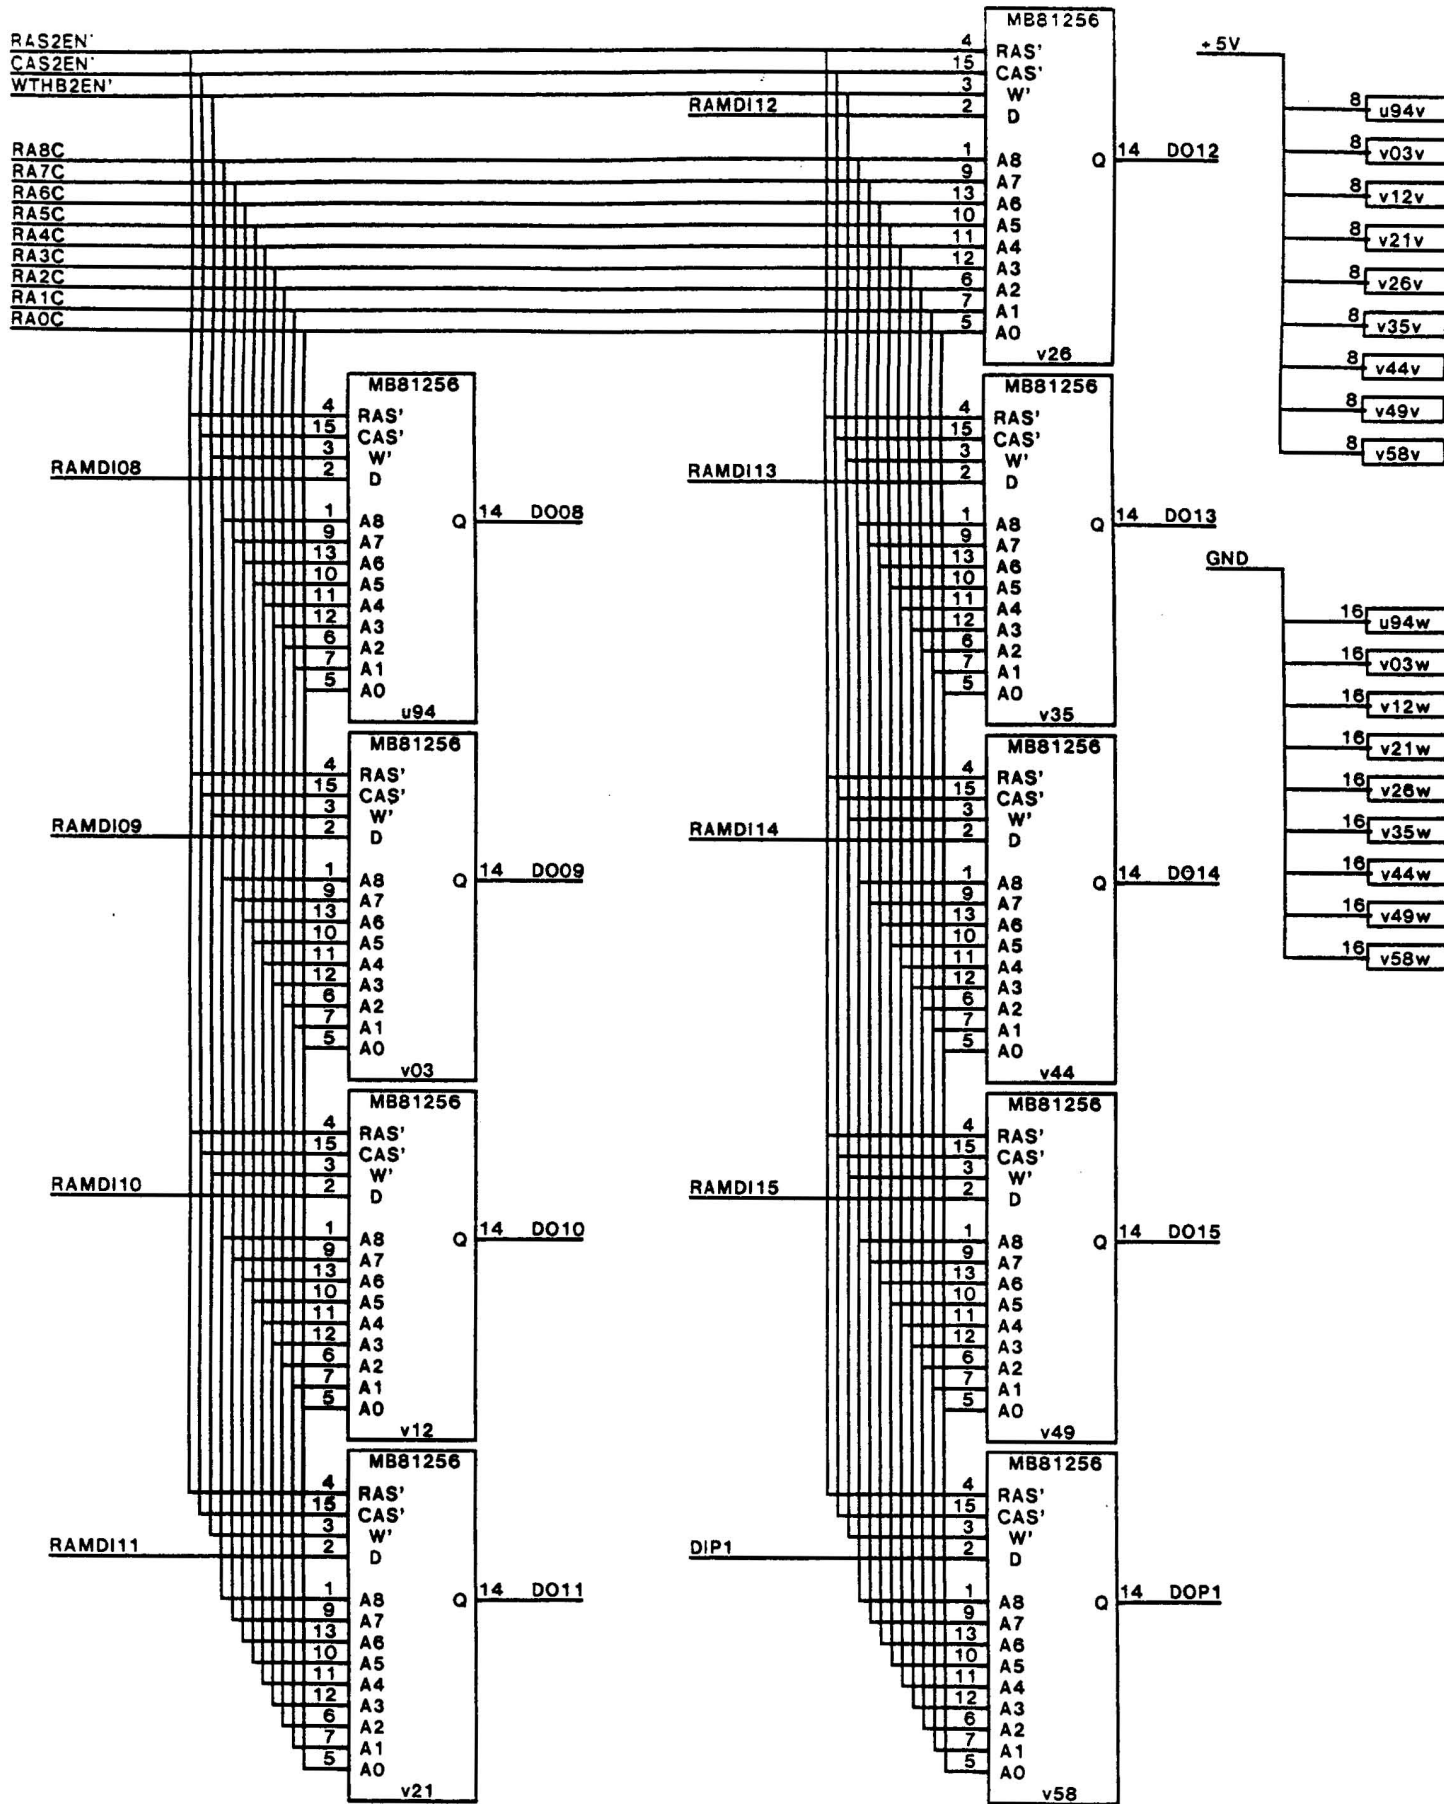 RAS2EN'
CAS2EN'
WTHB2EN'
RA8C
RA7C
RA6C
RA5C
RA4C
RA3C
RA2C
RA1C
RA0C
MB81256
4 RAS'
15 CAS'
3 W'
RAMDI12 2 D
1 A8 Q 14 DO12
9 A7
13 A6
10 A5
11 A4
12 A3
6 A2
7 A1
5 A0
v26
MB81256
4 RAS'
15 CAS'
3 W'
RAMDI08 2 D
1 A8 Q 14 DO08
9 A7
13 A6
10 A5
11 A4
12 A3
6 A2
7 A1
5 A0
u94
MB81256
4 RAS'
15 CAS'
3 W'
RAMDI09 2 D
1 A8 Q 14 DO09
9 A7
13 A6
10 A5
11 A4
12 A3
6 A2
7 A1
5 A0
v03
MB81256
4 RAS'
15 CAS'
3 W'
RAMDI10 2 D
1 A8 Q 14 DO10
9 A7
13 A6
10 A5
11 A4
12 A3
6 A2
7 A1
5 A0
v12
MB81256
4 RAS'
15 CAS'
3 W'
RAMDI11 2 D
1 A8 Q 14 DO11
9 A7
13 A6
10 A5
11 A4
12 A3
6 A2
7 A1
5 A0
v21
MB81256
4 RAS'
15 CAS'
3 W'
RAMDI13 2 D
1 A8 Q 14 DO13
9 A7
13 A6
10 A5
11 A4
12 A3
6 A2
7 A1
5 A0
v35
MB81256
4 RAS'
15 CAS'
3 W'
RAMDI14 2 D
1 A8 Q 14 DO14
9 A7
13 A6
10 A5
11 A4
12 A3
6 A2
7 A1
5 A0
v44
MB81256
4 RAS'
15 CAS'
3 W'
RAMDI15 2 D
1 A8 Q 14 DO15
9 A7
13 A6
10 A5
11 A4
12 A3
6 A2
7 A1
5 A0
v49
MB81256
4 RAS'
15 CAS'
3 W'
DIP1 2 D
1 A8 Q 14 DOP1
9 A7
13 A6
10 A5
11 A4
12 A3
6 A2
7 A1
5 A0
v58
+5V
8 u94v
8 v03v
8 v12v
8 v21v
8 v26v
8 v35v
8 v44v
8 v49v
8 v58v
GND
16 u94w
16 v03w
16 v12w
16 v21w
16 v26w
16 v35w
16 v44w
16 v49w
16 v58w